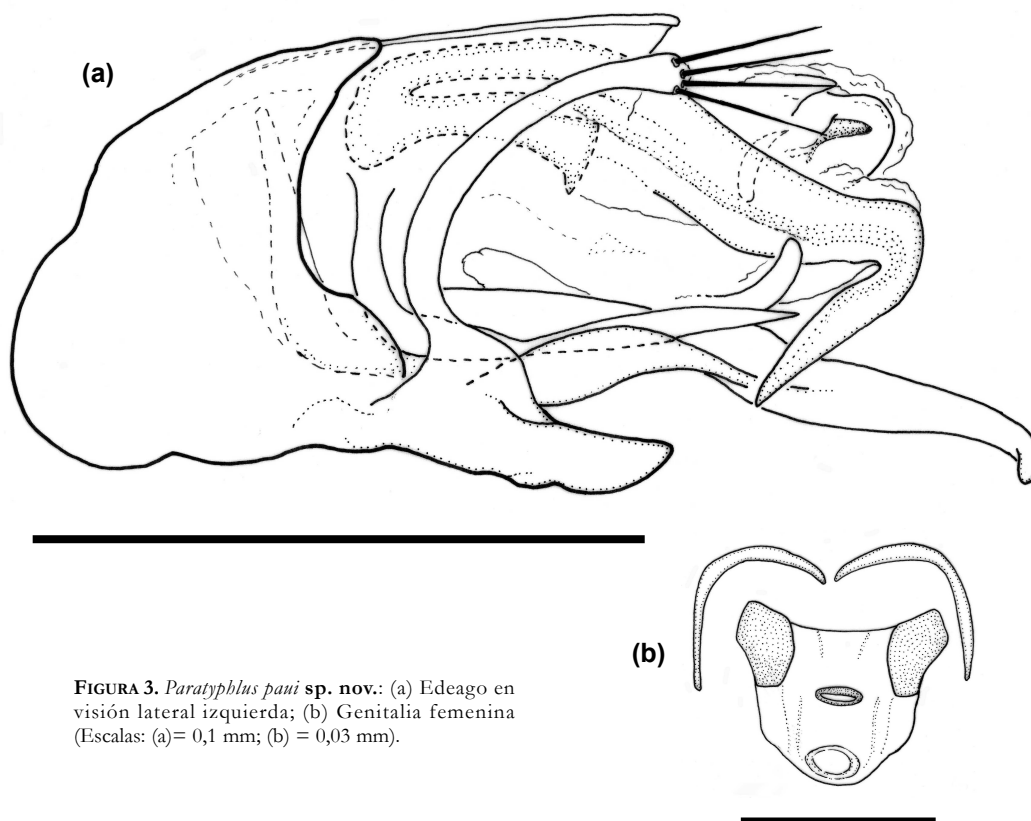 (a)
(b)
FIGURA 3. Paratyphlus paui sp. nov.: (a) Edeago en
visión lateral izquierda; (b) Genitalia femenina
(Escalas: (a)= 0,1 mm; (b) = 0,03 mm).